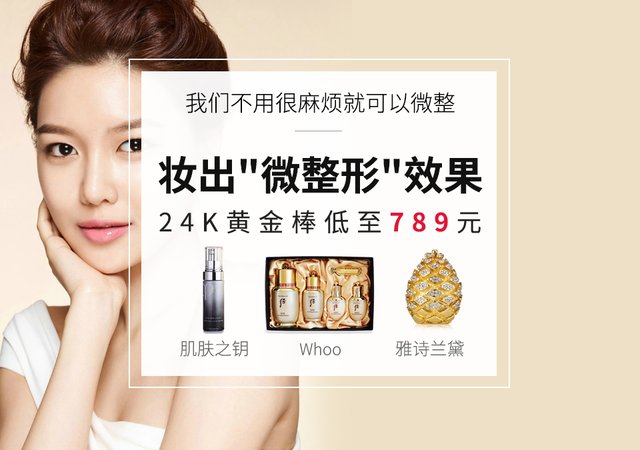 我们不用很麻烦就可以微整
妆出"微整形"效果
24K黄金棒低至789元
肌肤之钥
Whoo
雅诗兰黛